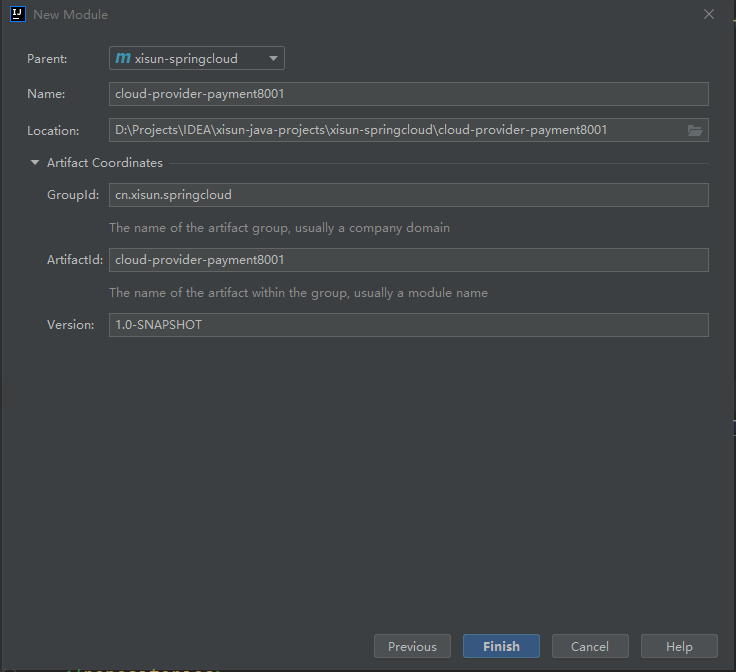 New Module
Parent: m xisun-springcloud
Name: cloud-provider-payment8001
Location: D:\Projects\IDEA\xisun-java-projects\xisun-springcloud\cloud-provider-payment8001
Artifact Coordinates
GroupId: cn.xisun.springcloud
The name of the artifact group, usually a company domain
ArtifactId: cloud-provider-payment8001
The name of the artifact within the group, usually a module name
Version: 1.0-SNAPSHOT
Previous Finish Cancel Help